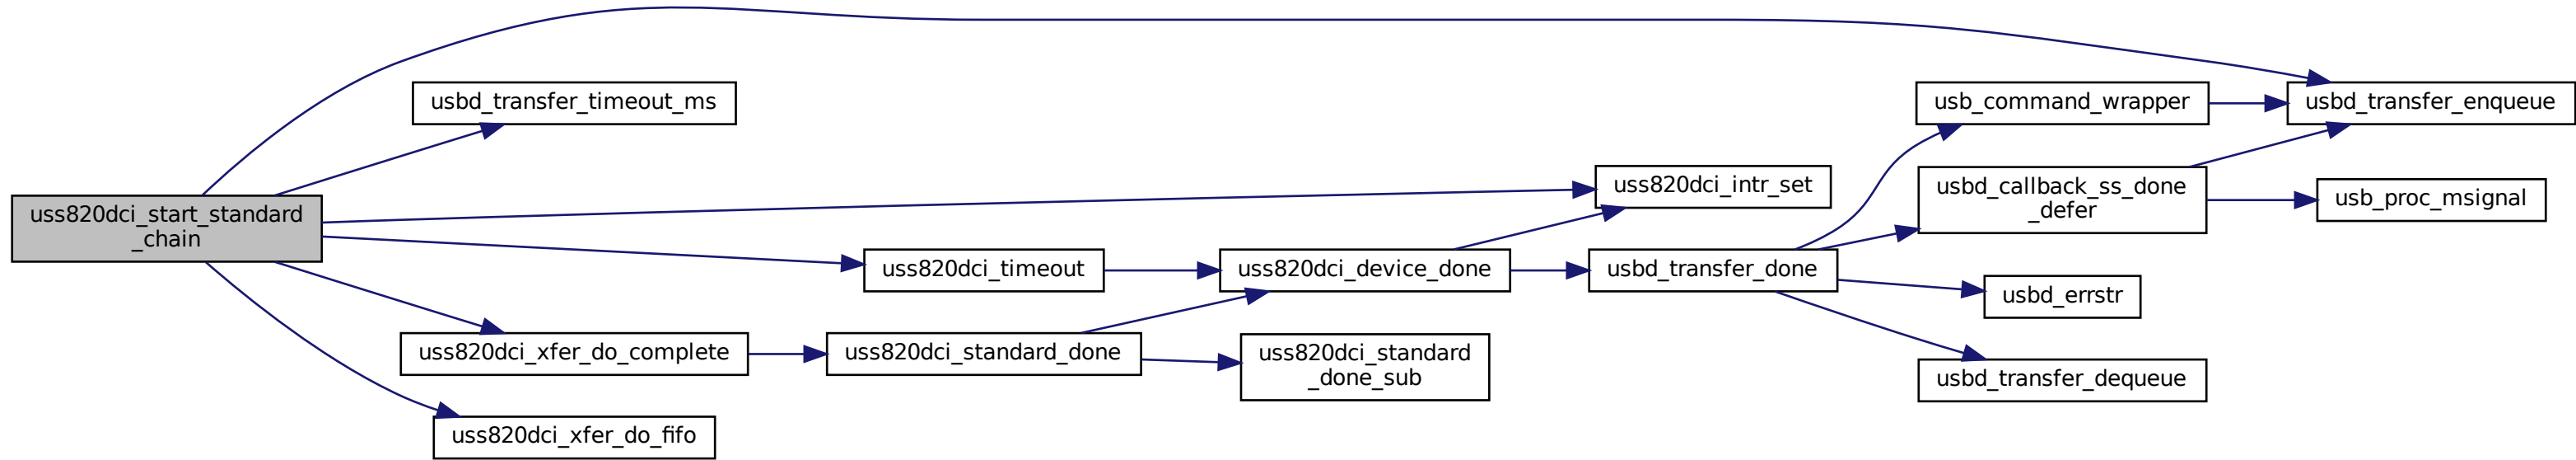 uss820dci_start_standard
_chain
usbd_transfer_timeout_ms
uss820dci_xfer_do_complete
uss820dci_xfer_do_fifo
uss820dci_timeout
uss820dci_standard_done
uss820dci_device_done
uss820dci_standard
_done_sub
uss820dci_intr_set
usbd_transfer_done
usb_command_wrapper
usbd_callback_ss_done
_defer
usbd_errstr
usbd_transfer_dequeue
usbd_transfer_enqueue
usb_proc_msignal